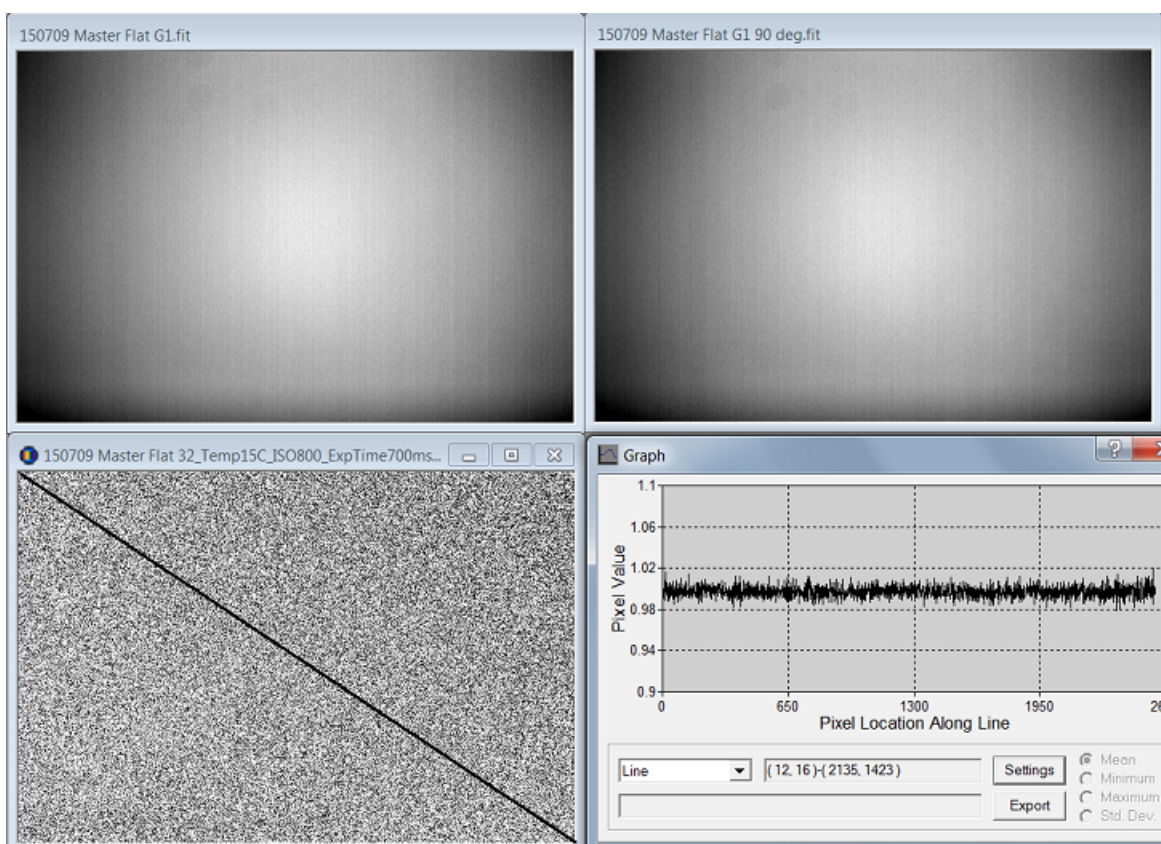 150709 Master Flat G1.fit
150709 Master Flat G1 90 deg.fit
150709 Master Flat 32_Temp15C_ISO800_ExpTime700ms...
Graph
1.1
1.06
1.02
0.98
0.94
0.9
Pixel Value
0 650 1300 1950 26
Pixel Location Along Line
Line
( 12, 16 )-( 2135, 1423 )
Settings
Export
Mean
Minimum
Maximum
Std. Dev.